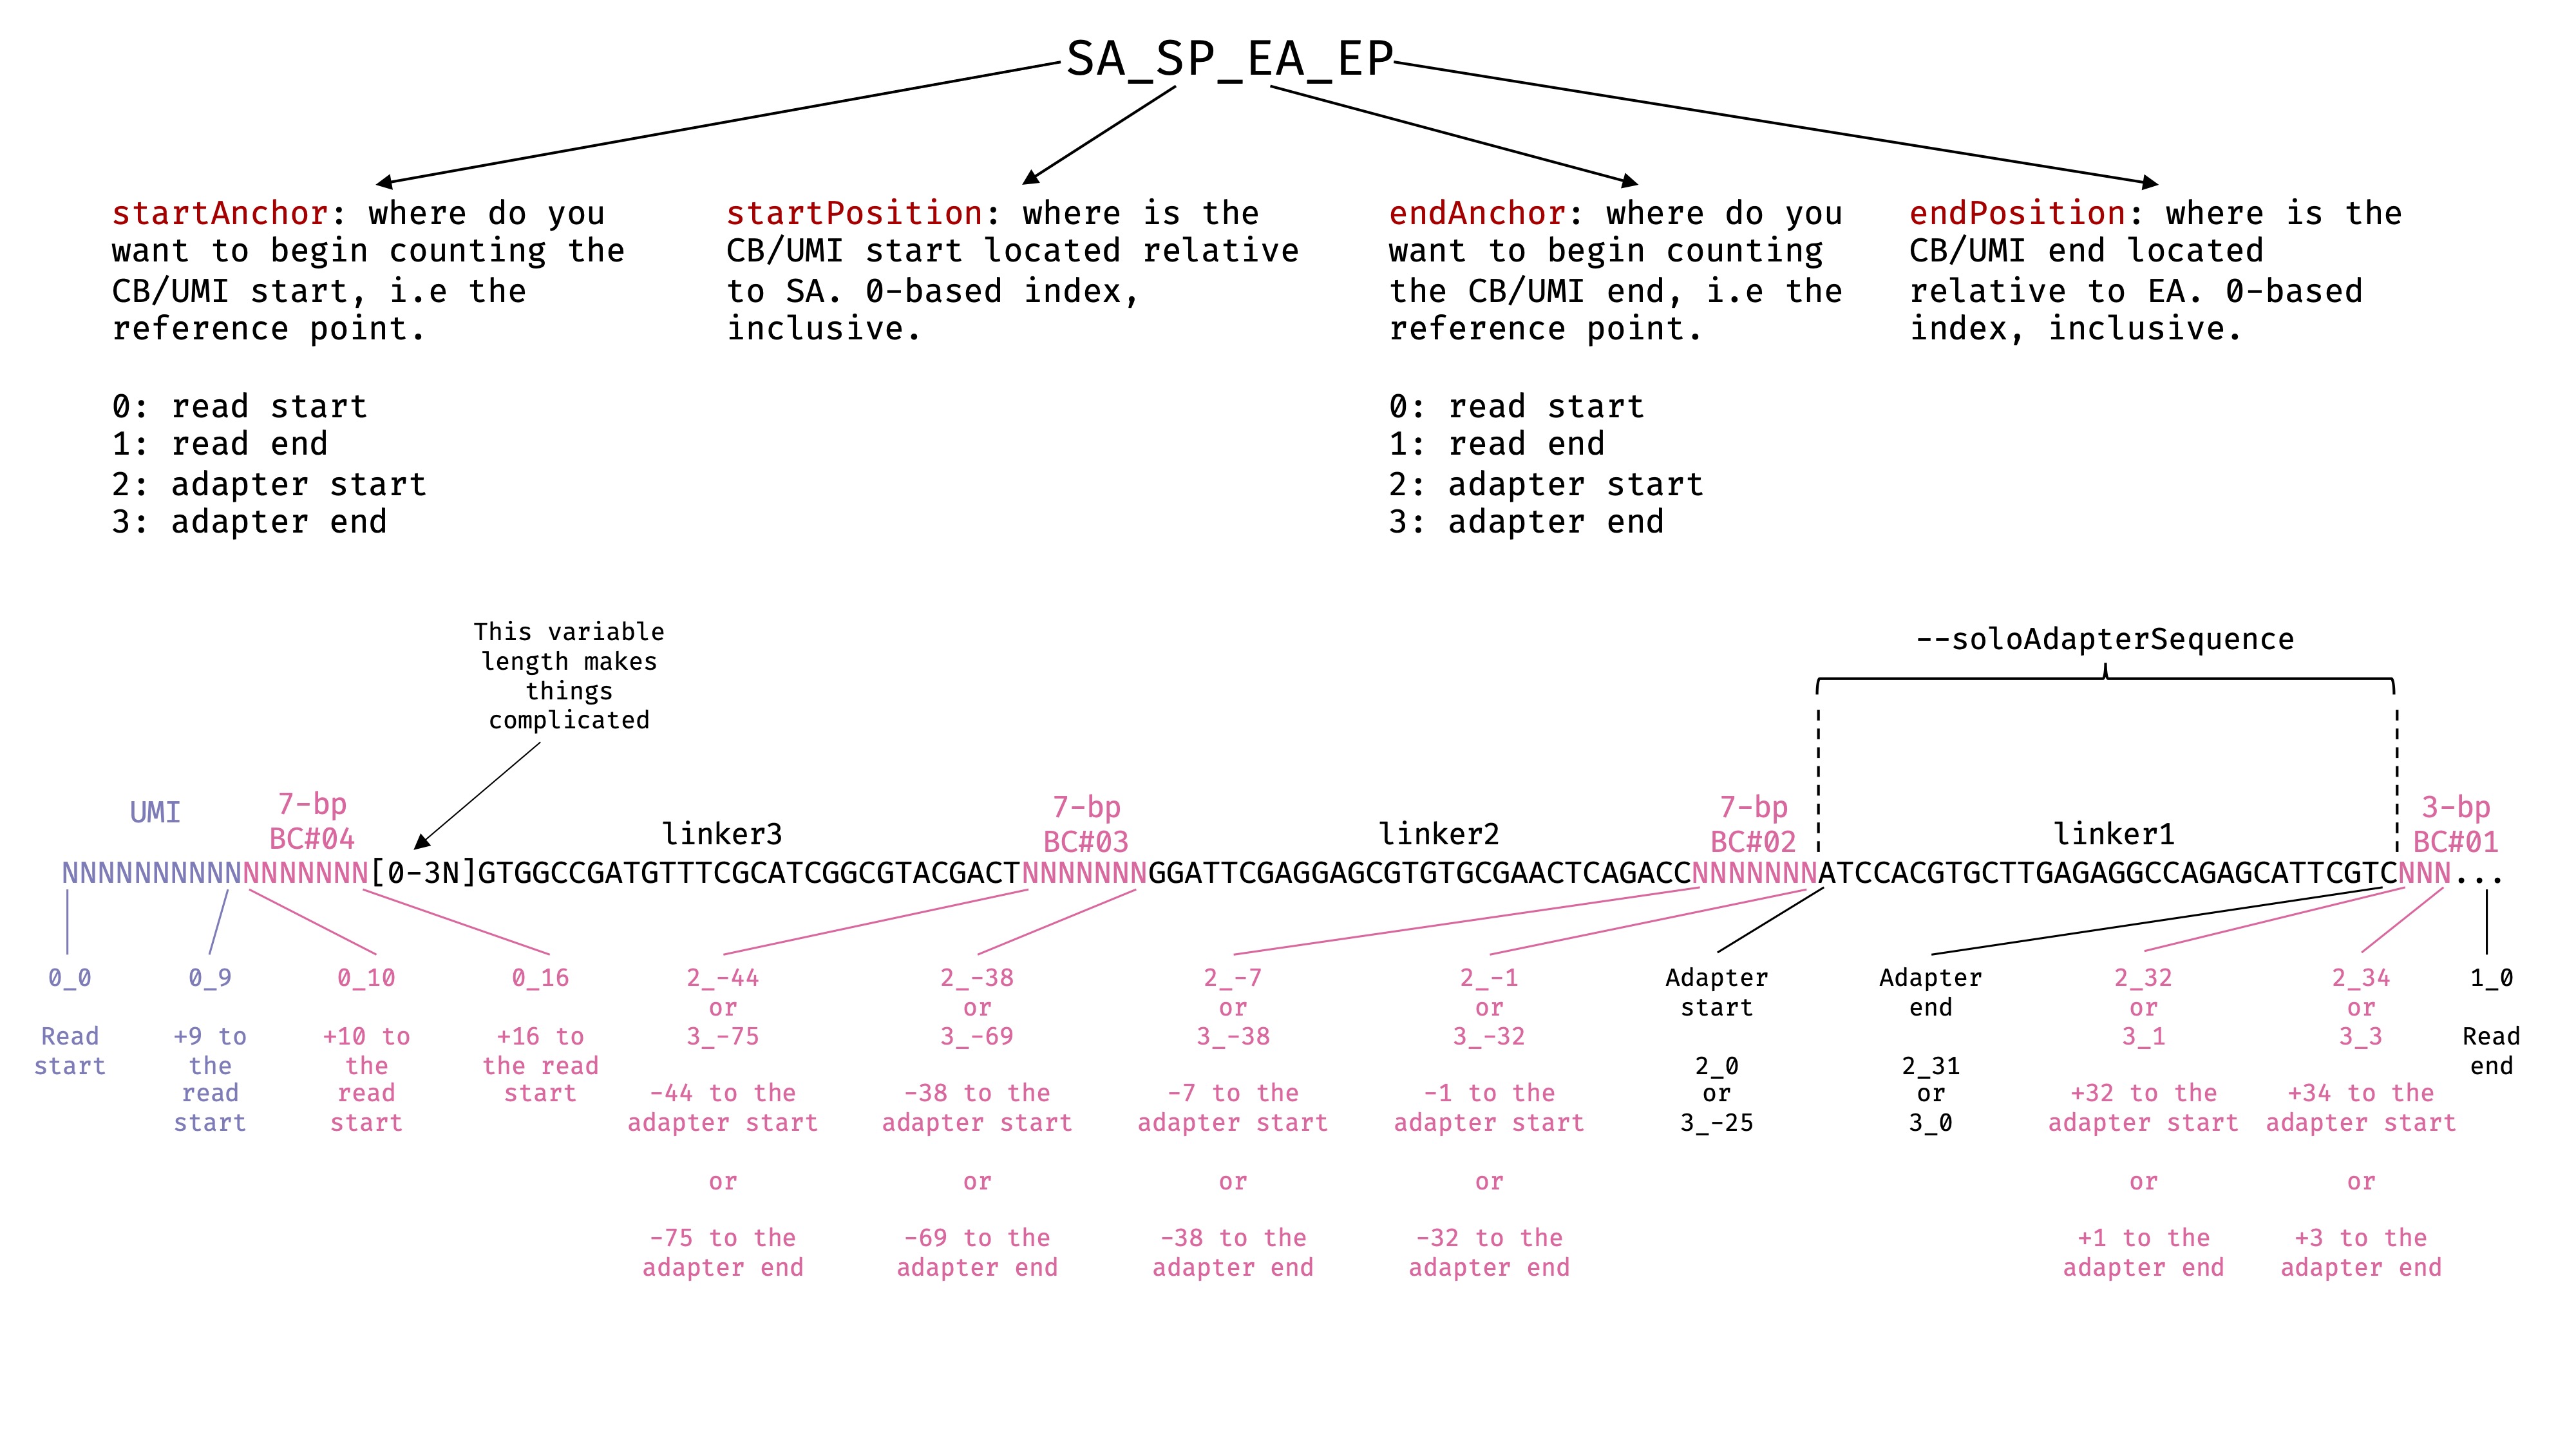 SA_SP_EA_EP
startAnchor: where do you
want to begin counting the
CB/UMI start, i.e the
reference point.
0: read start
1: read end
2: adapter start
3: adapter end
startPosition: where is the
CB/UMI start located relative
to SA. 0-based index,
inclusive.
endAnchor: where do you
want to begin counting
the CB/UMI end, i.e the
reference point.
0: read start
1: read end
2: adapter start
3: adapter end
endPosition: where is the
CB/UMI end located
relative to EA. 0-based
index, inclusive.
This variable
length makes
things
complicated
--soloAdapterSequence
UMI
7-bp
BC#04
linker3
7-bp
BC#03
linker2
7-bp
BC#02
linker1
3-bp
BC#01
NNNNNNNNNNNNNNNNN[0-3N]GTGGCCGATGTTTCGCATCGGCGTACGACTNNNNNNNGGATTCGAGGAGCGTGTGCGAACTCAGACCNNNNNNNATCCACGTGCTTGAGAGGCCAGAGCATTCGTCNNN...
0_0
Read
start
0_9
+9 to
the
read
start
0_10
+10 to
the
read
start
0_16
+16 to
the read
start
2_-44
or
3_-75
-44 to the
adapter start
or
-75 to the
adapter end
2_-38
or
3_-69
-38 to the
adapter start
or
-69 to the
adapter end
2_-7
or
3_-38
-7 to the
adapter start
or
-38 to the
adapter end
2_-1
or
3_-32
-1 to the
adapter start
or
-32 to the
adapter end
Adapter
start
2_0
or
3_-25
Adapter
end
2_31
or
3_0
2_32
or
3_1
+32 to the
adapter start
or
+1 to the
adapter end
2_34
or
3_3
+34 to the
adapter start
or
+3 to the
adapter end
1_0
Read
end